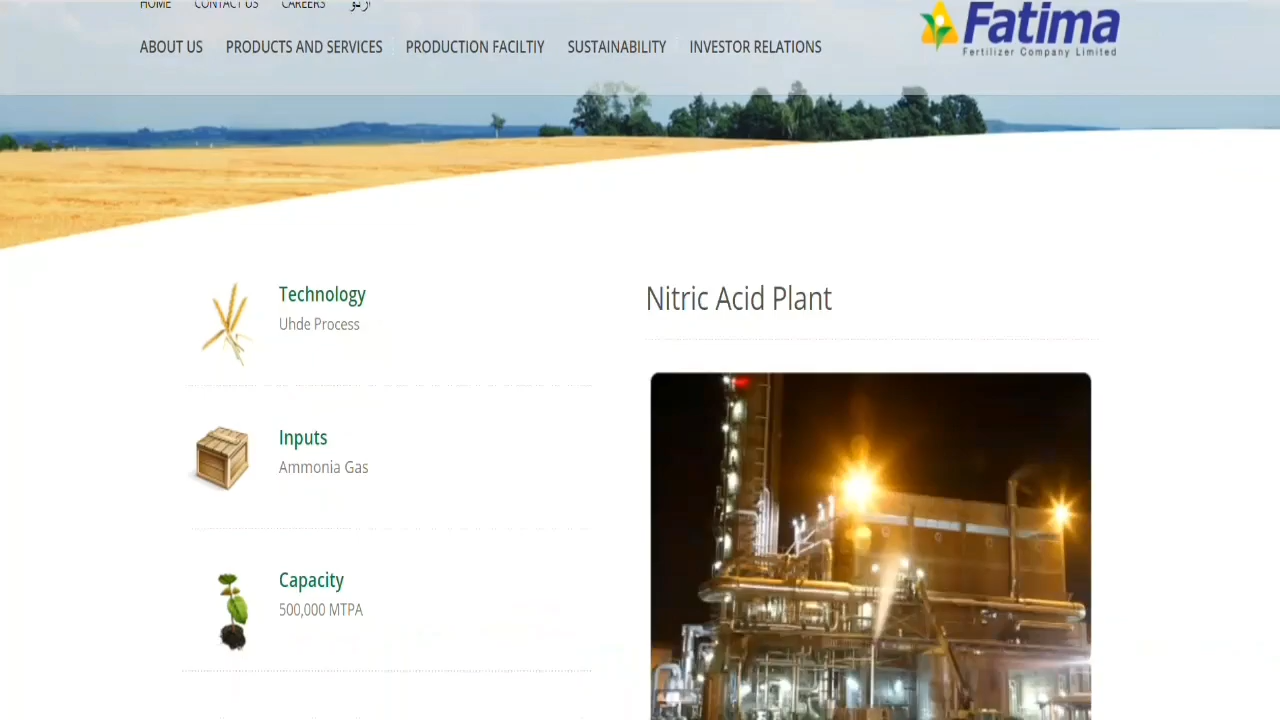 HOME CONTACT US CAREERS اردو
ABOUT US PRODUCTS AND SERVICES PRODUCTION FACILTIY SUSTAINABILITY INVESTOR RELATIONS
Fatima
Fertilizer Company Limited
Technology
Uhde Process
Inputs
Ammonia Gas
Capacity
500,000 MTPA
Nitric Acid Plant